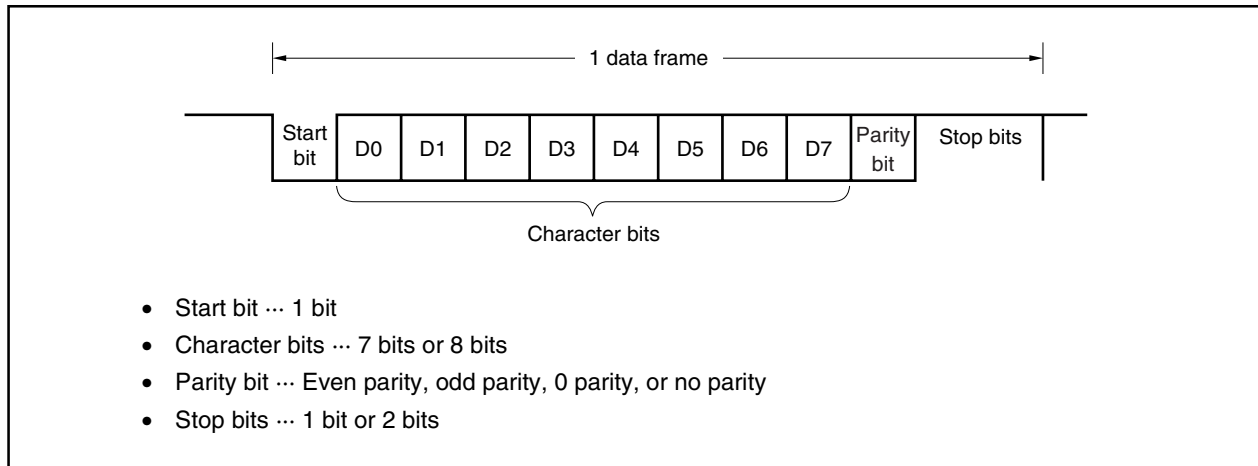 1 data frame
Start bit D0 D1 D2 D3 D4 D5 D6 D7 Parity bit Stop bits
Character bits
• Start bit ··· 1 bit
• Character bits ··· 7 bits or 8 bits
• Parity bit ··· Even parity, odd parity, 0 parity, or no parity
• Stop bits ··· 1 bit or 2 bits